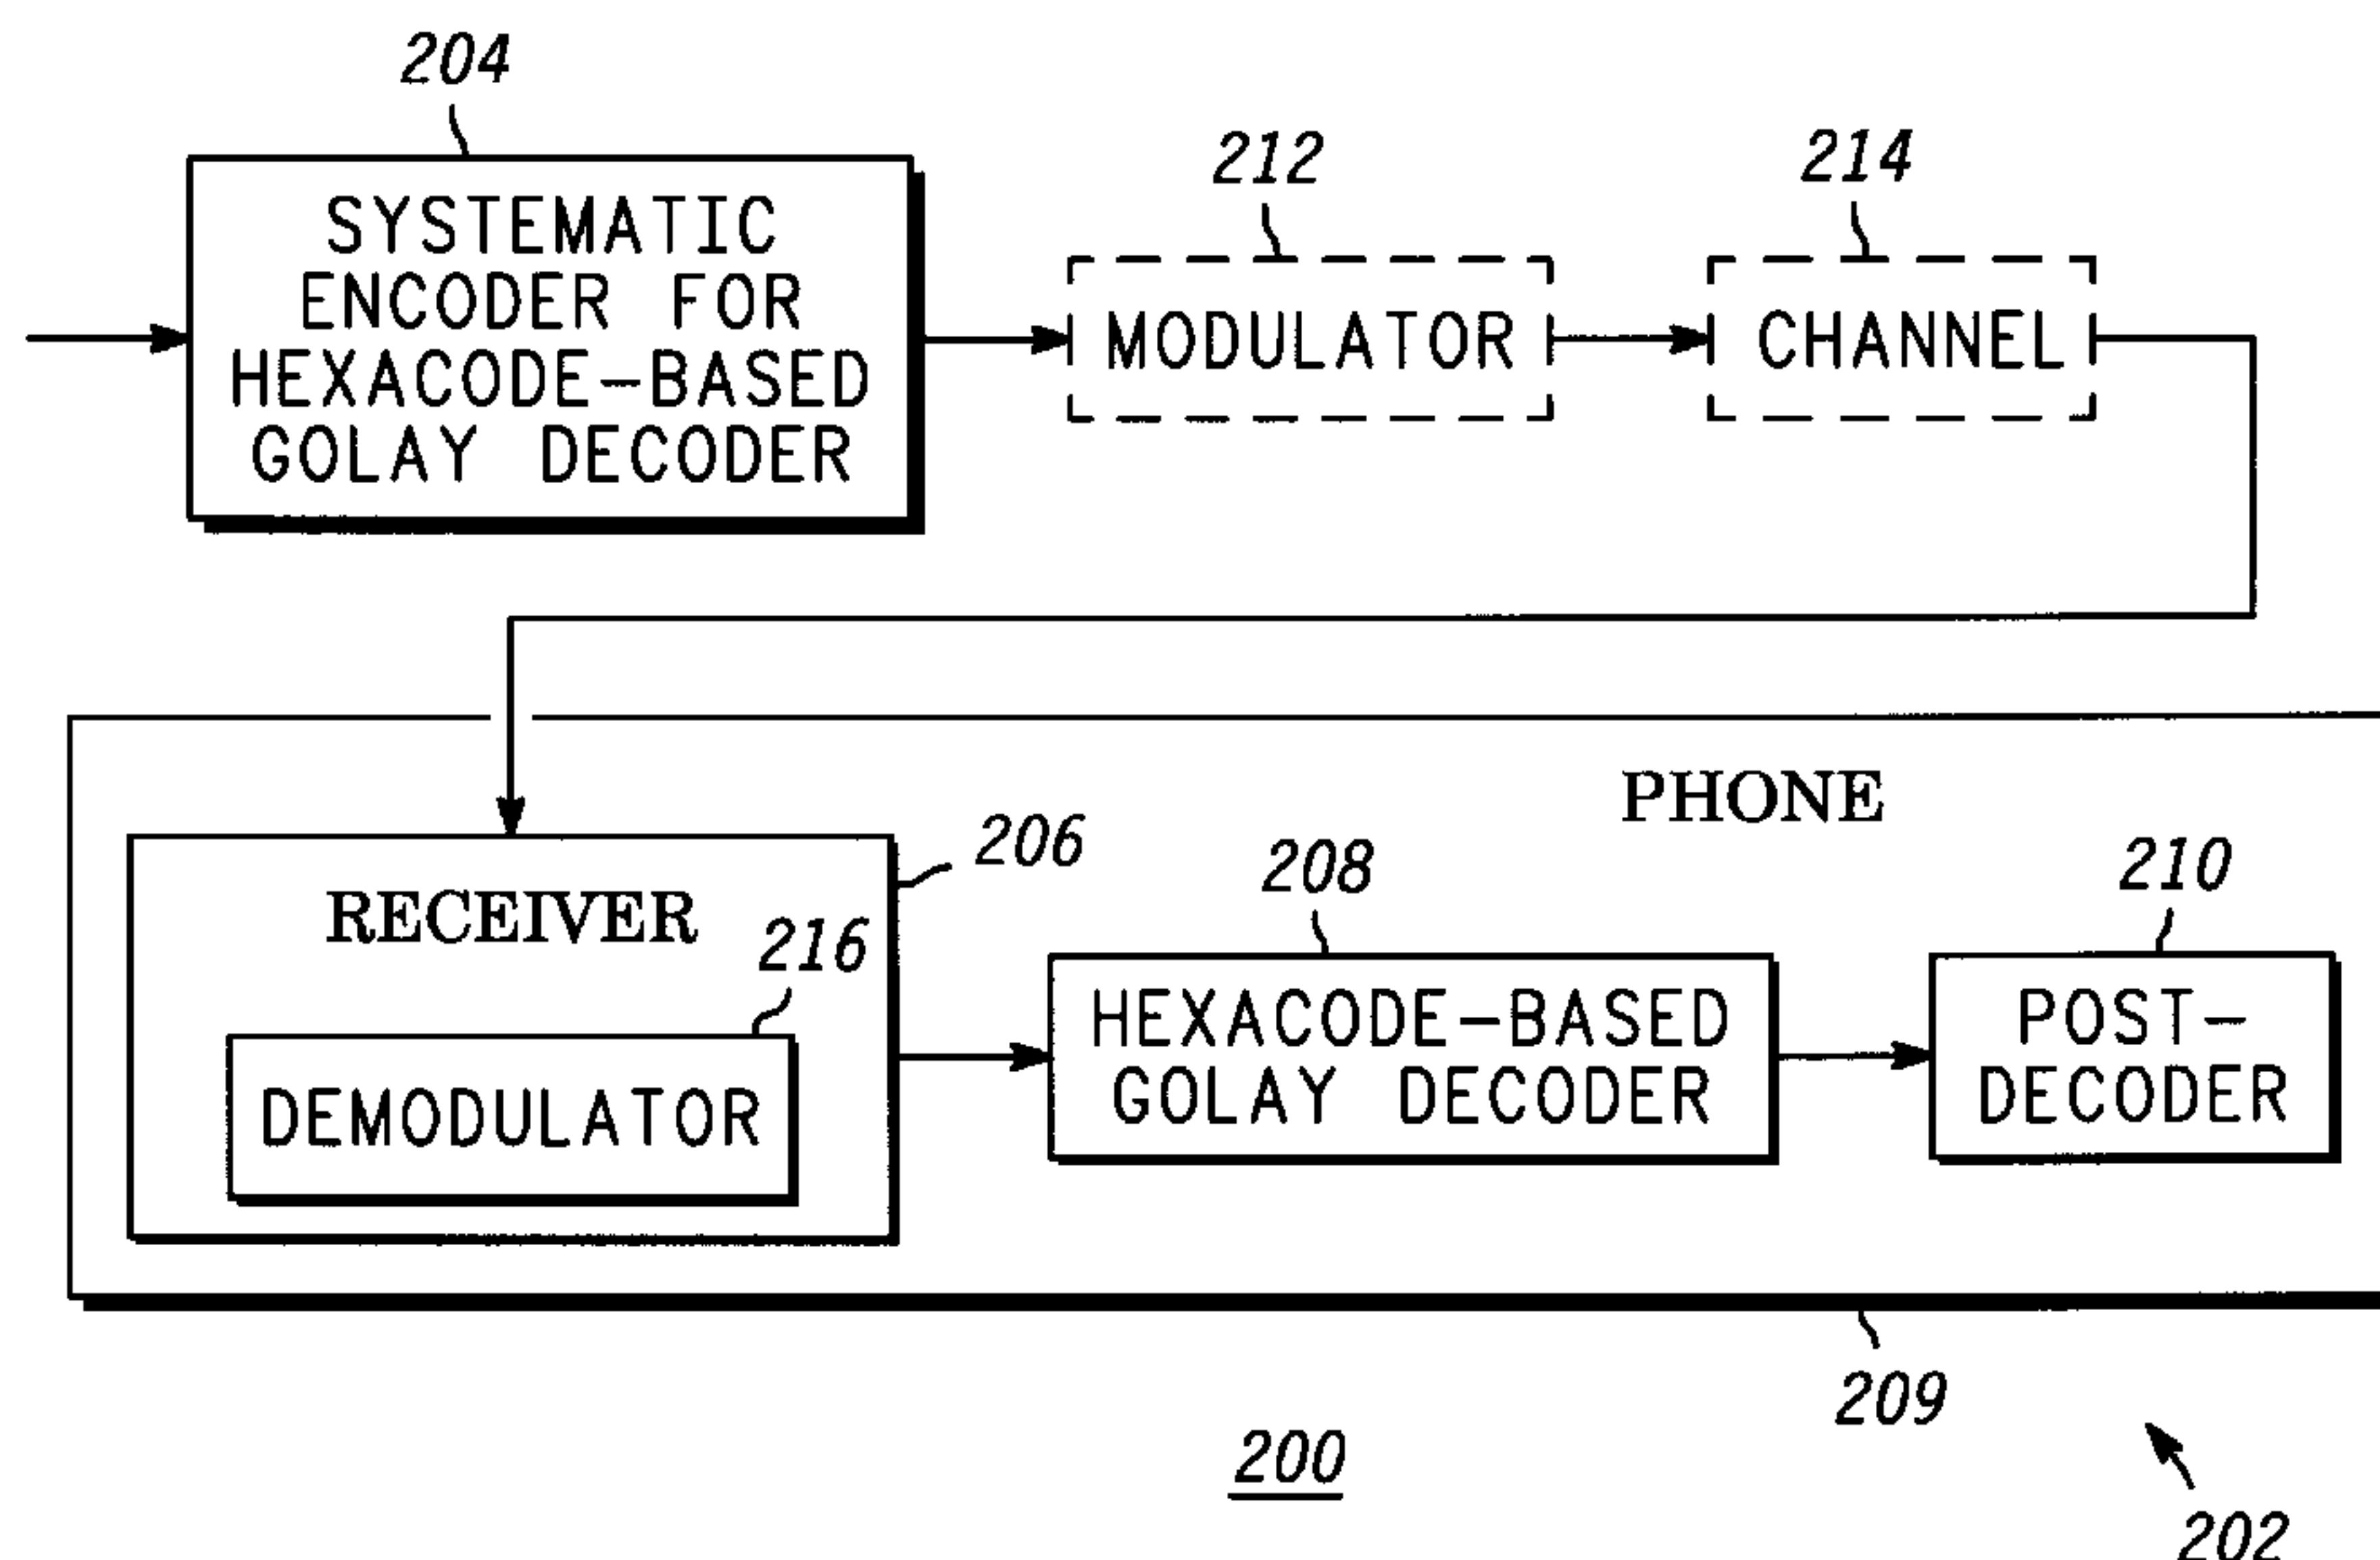 204
SYSTEMATIC
ENCODER FOR
HEXACODE-BASED
GOLAY DECODER
212
MODULATOR
214
CHANNEL
PHONE
206
RECEIVER
216
DEMODULATOR
208
HEXACODE-BASED
GOLAY DECODER
210
POST-
DECODER
209
200
202